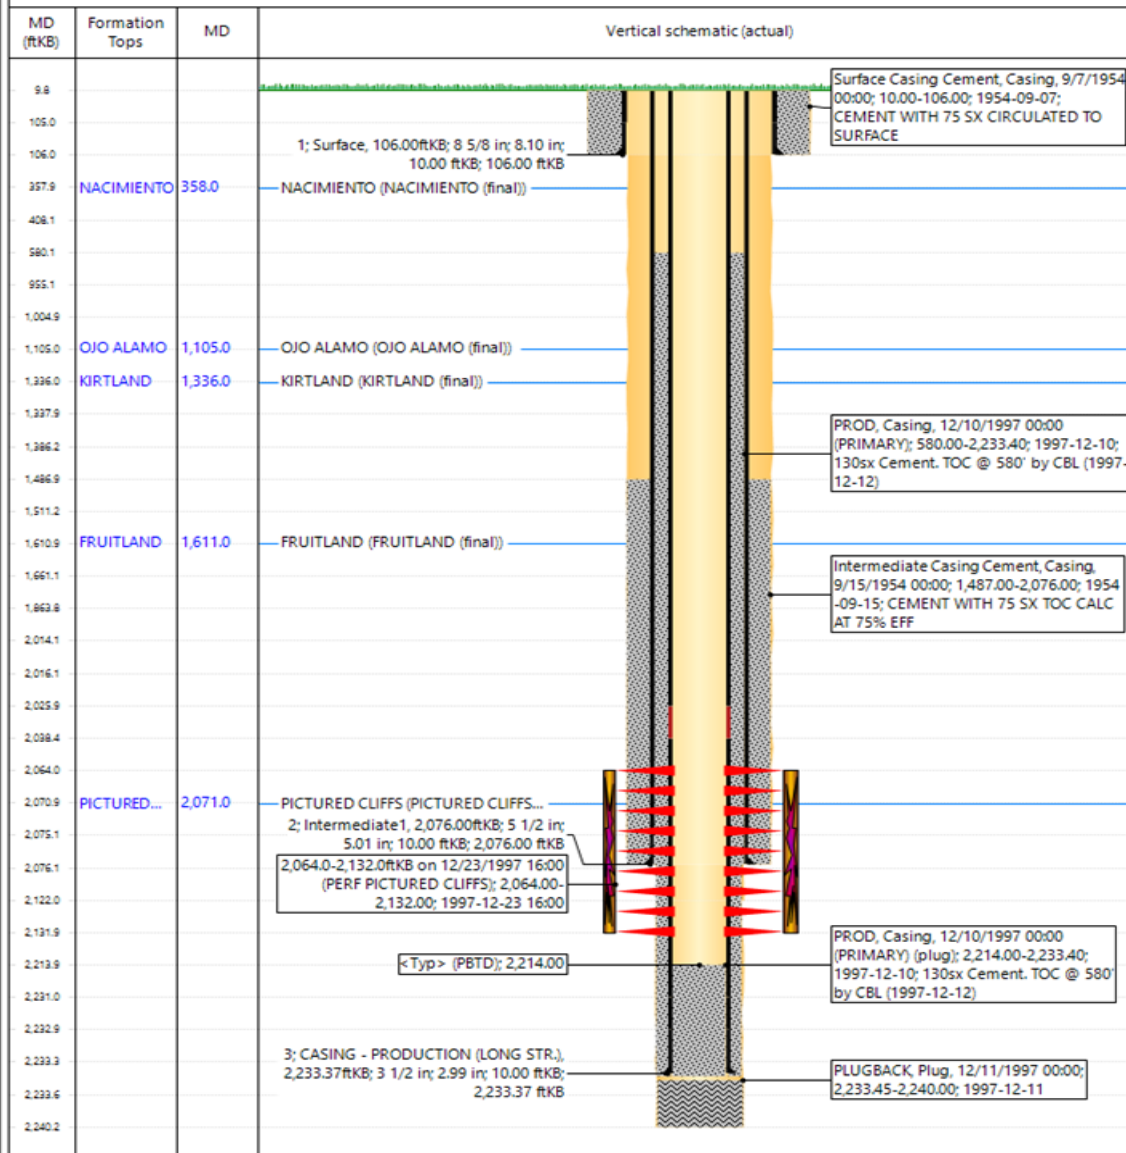 MD
(ftKB)
Formation
Tops
MD
Vertical schematic (actual)
9.8
105.0
106.0
357.9
408.1
580.1
955.1
1,004.9
1,105.0
1,336.0
1,337.9
1,386.2
1,486.9
1,511.2
1,610.9
1,661.1
1,863.8
2,014.1
2,016.1
2,025.9
2,038.4
2,064.0
2,070.9
2,075.1
2,076.1
2,122.0
2,131.9
2,213.9
2,231.0
2,232.9
2,233.3
2,233.6
2,240.2
NACIMIENTO 358.0
OJO ALAMO 1,105.0
KIRTLAND 1,336.0
FRUITLAND 1,611.0
PICTURED... 2,071.0
1; Surface, 106.00ftKB; 8 5/8 in; 8.10 in;
10.00 ftKB; 106.00 ftKB
NACIMIENTO (NACIMIENTO (final))
OJO ALAMO (OJO ALAMO (final))
KIRTLAND (KIRTLAND (final))
FRUITLAND (FRUITLAND (final))
PICTURED CLIFFS (PICTURED CLIFFS...
2; Intermediate1, 2,076.00ftKB; 5 1/2 in;
5.01 in; 10.00 ftKB; 2,076.00 ftKB
2,064.0-2,132.0ftKB on 12/23/1997 16:00
(PERF PICTURED CLIFFS); 2,064.00-
2,132.00; 1997-12-23 16:00
<Typ> (PBTD); 2,214.00
3; CASING - PRODUCTION (LONG STR.),
2,233.37ftKB; 3 1/2 in; 2.99 in; 10.00 ftKB;
2,233.37 ftKB
Surface Casing Cement, Casing, 9/7/1954
00:00; 10.00-106.00; 1954-09-07;
CEMENT WITH 75 SX CIRCULATED TO
SURFACE
PROD, Casing, 12/10/1997 00:00
(PRIMARY); 580.00-2,233.40; 1997-12-10;
130sx Cement. TOC @ 580' by CBL (1997-
12-12)
Intermediate Casing Cement, Casing,
9/15/1954 00:00; 1,487.00-2,076.00; 1954
-09-15; CEMENT WITH 75 SX TOC CALC
AT 75% EFF
PROD, Casing, 12/10/1997 00:00
(PRIMARY) (plug); 2,214.00-2,233.40;
1997-12-10; 130sx Cement. TOC @ 580'
by CBL (1997-12-12)
PLUGBACK, Plug, 12/11/1997 00:00;
2,233.45-2,240.00; 1997-12-11